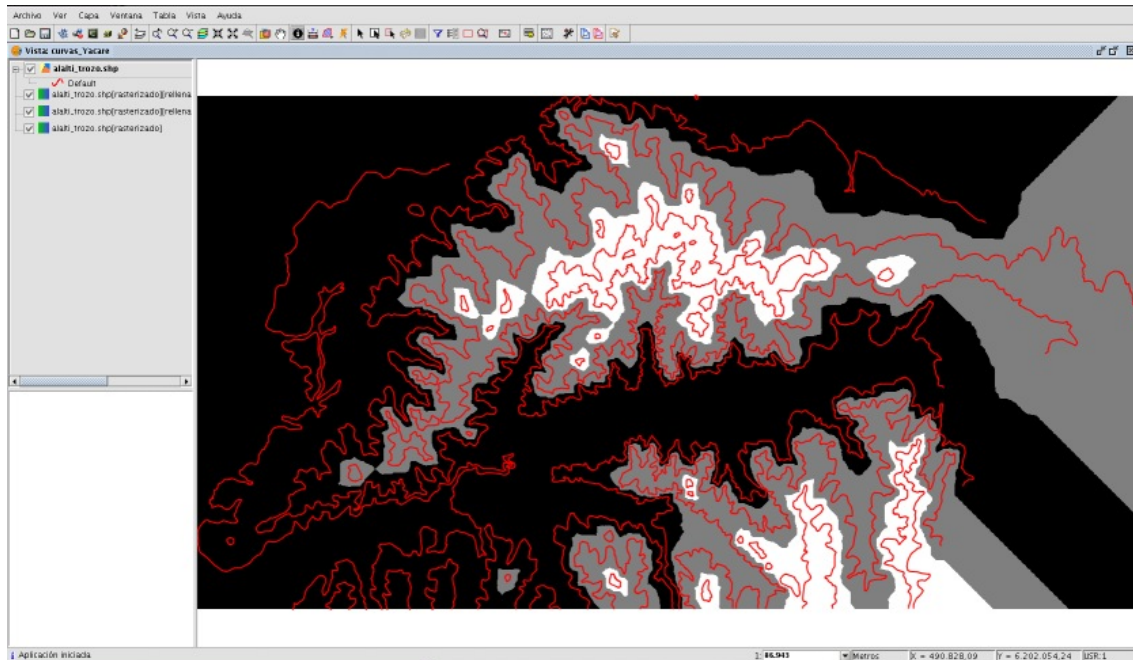 Archivo Ver Capa Ventana Tabla Vista Ayuda
Vista: curvas_Yacare
alalti_trozo.shp
Default
alalti_trozo.shp[rasterizado][rellena
alalti_trozo.shp[rasterizado][rellena
alalti_trozo.shp[rasterizado]
Aplicación iniciada
1: 86.943 Metros X = 490.828,09 Y = 6.202.054,24 USR:1